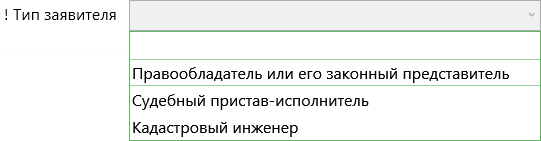 ! Тип заявителя
Правообладатель или его законный представитель
Судебный пристав-исполнитель
Кадастровый инженер